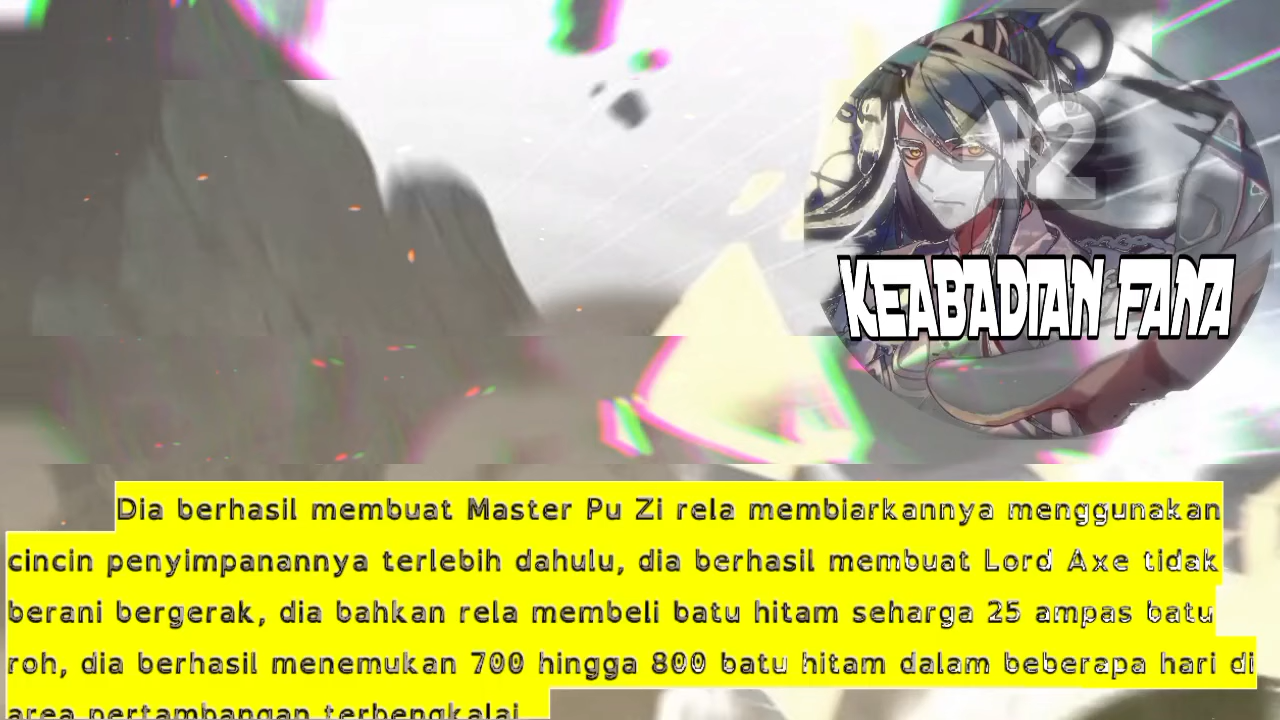 42
KEABADIAN FANA
Dia berhasil membuat Master Pu Zi rela membiarkannya menggunakan
cincin penyimpanannya terlebih dahulu, dia berhasil membuat Lord Axe tidak
berani bergerak, dia bahkan rela membeli batu hitam seharga 25 ampas batu
roh, dia berhasil menemukan 700 hingga 800 batu hitam dalam beberapa hari di
area pertambangan terbengkalai.